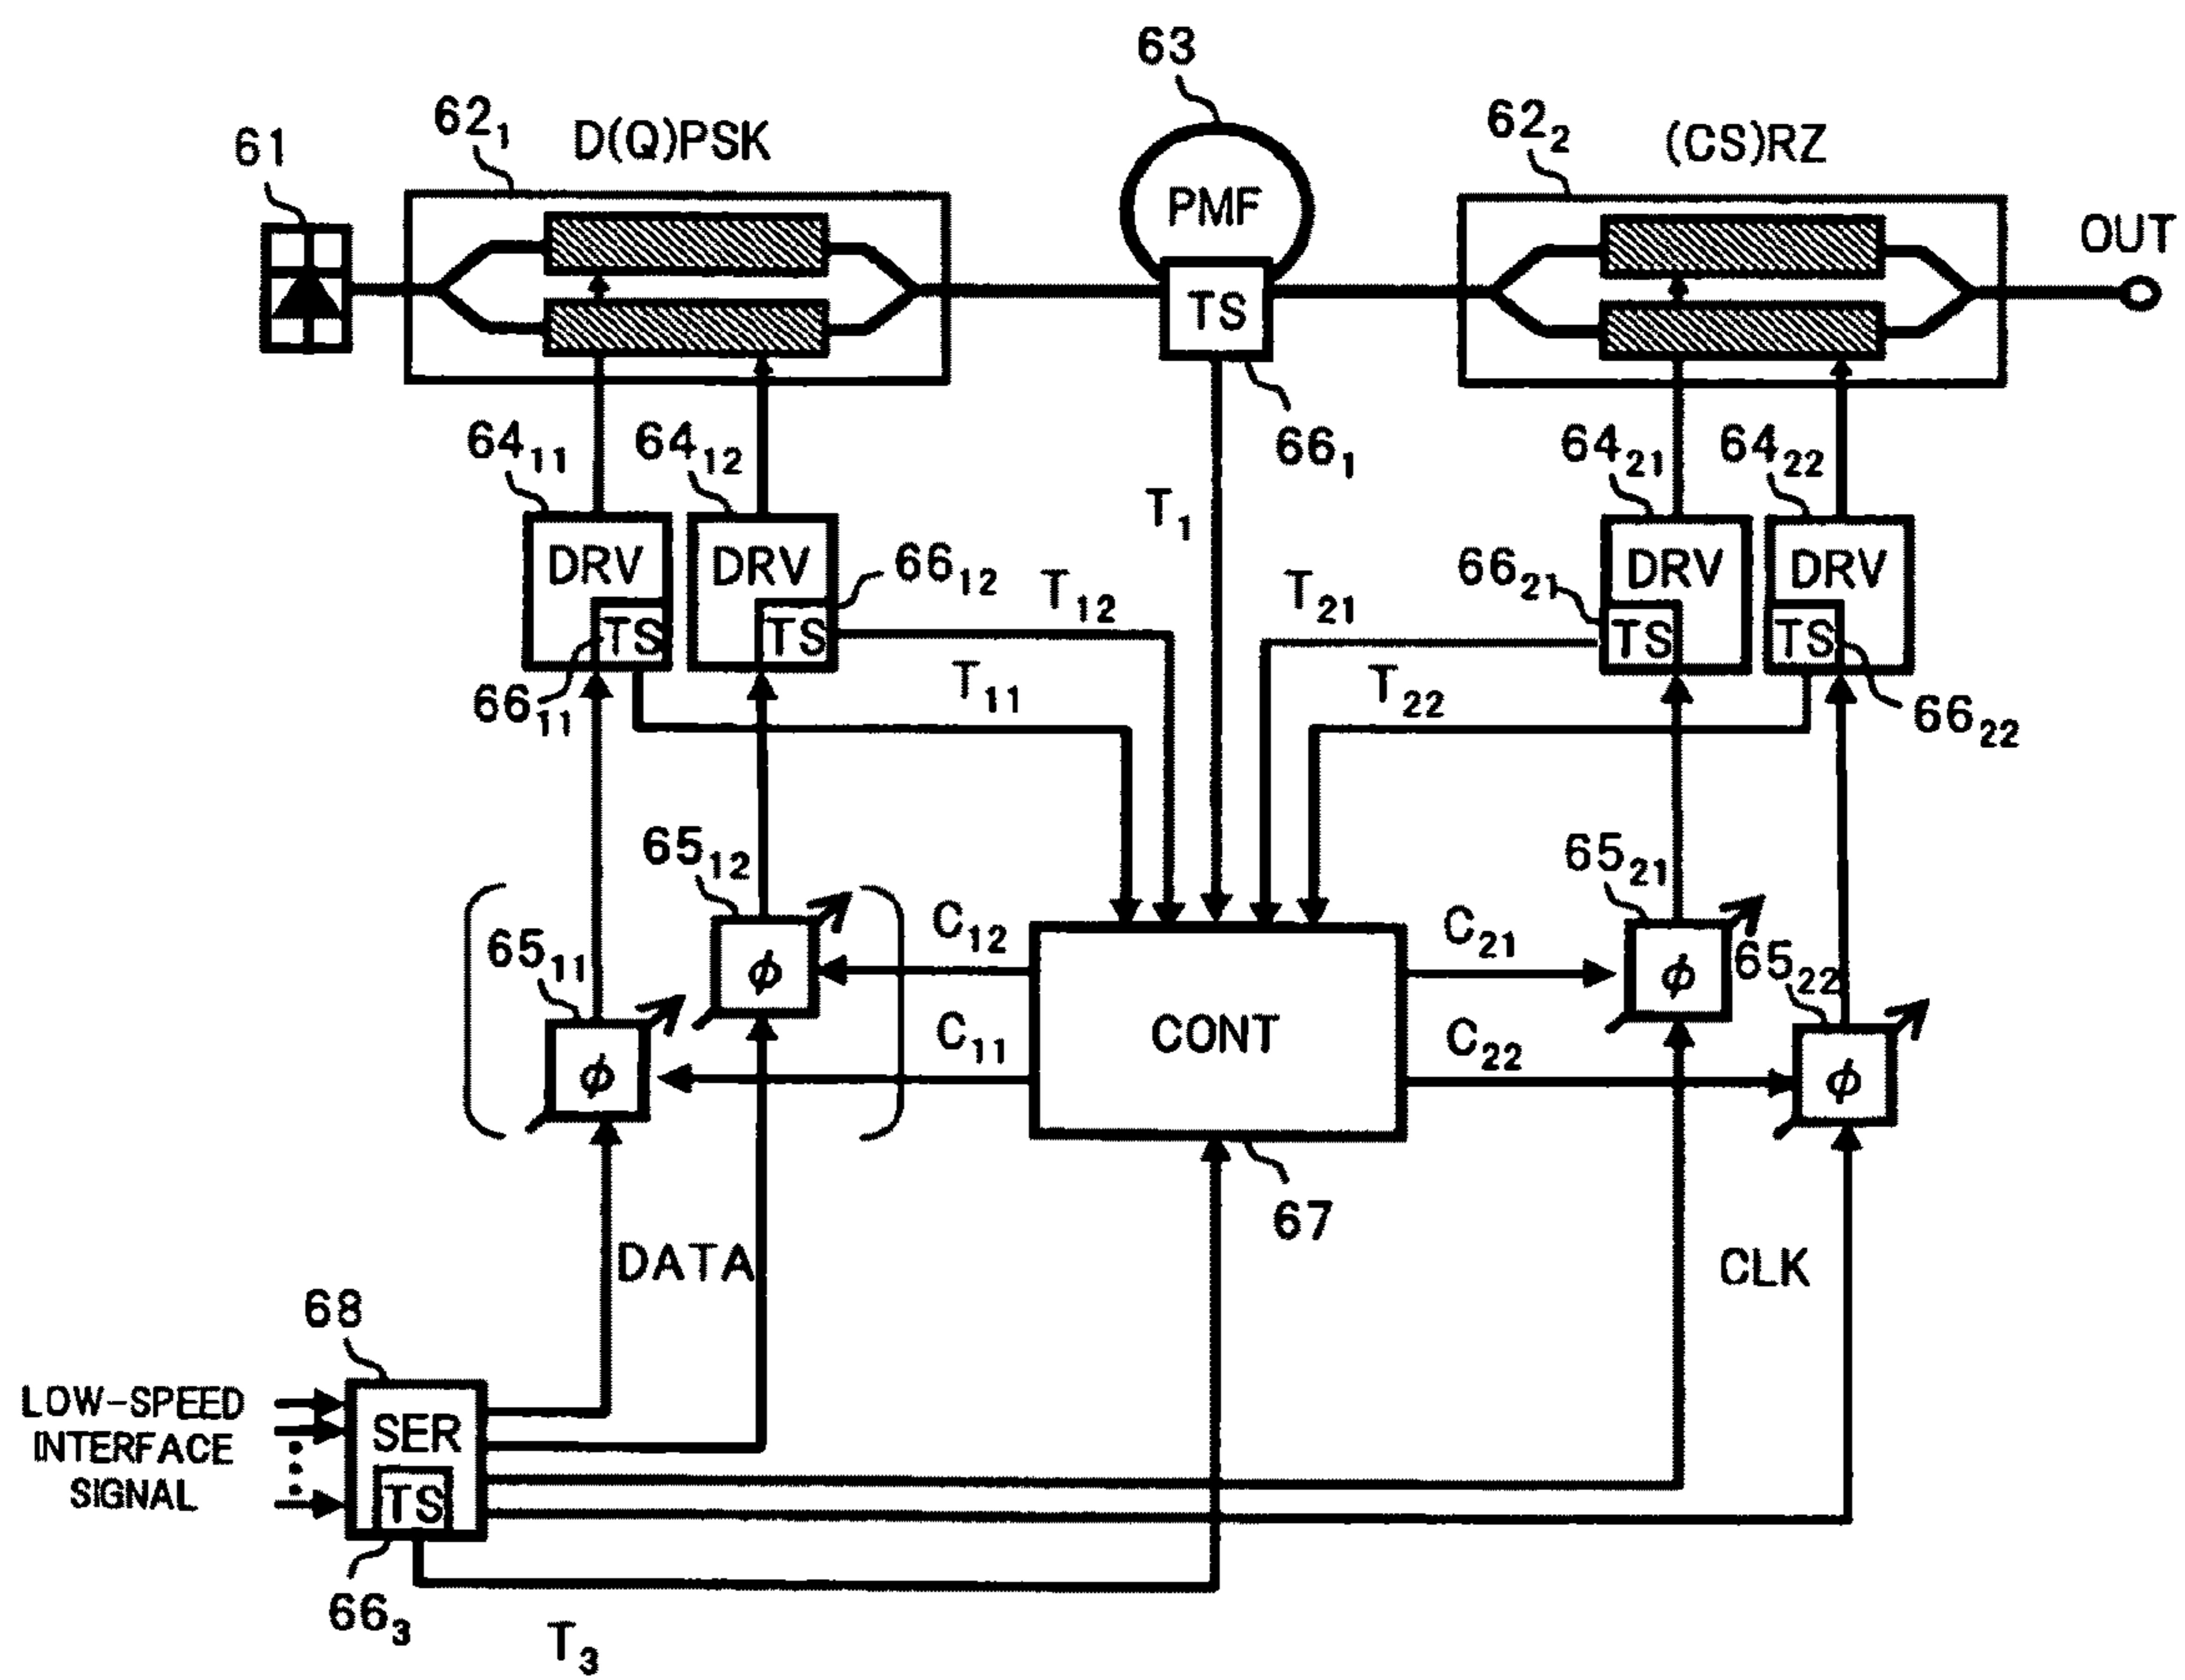 63
62₁
D(Q)PSK
62₂
(CS)RZ
61
PMF
OUT
TS
64₁₁
64₁₂
66₁
64₂₁
64₂₂
T₁
DRV
DRV
66₁₂
T₁₂
T₂₁
66₂₁
DRV
DRV
TS
TS
TS
TS
66₁₁
T₁₁
T₂₂
66₂₂
65₁₂
65₂₁
65₁₁
C₁₂
C₂₁
65₂₂
ϕ
ϕ
C₁₁
CONT
C₂₂
ϕ
ϕ
67
DATA
CLK
68
LOW-SPEED
INTERFACE
SIGNAL
SER
TS
66₃
T₃